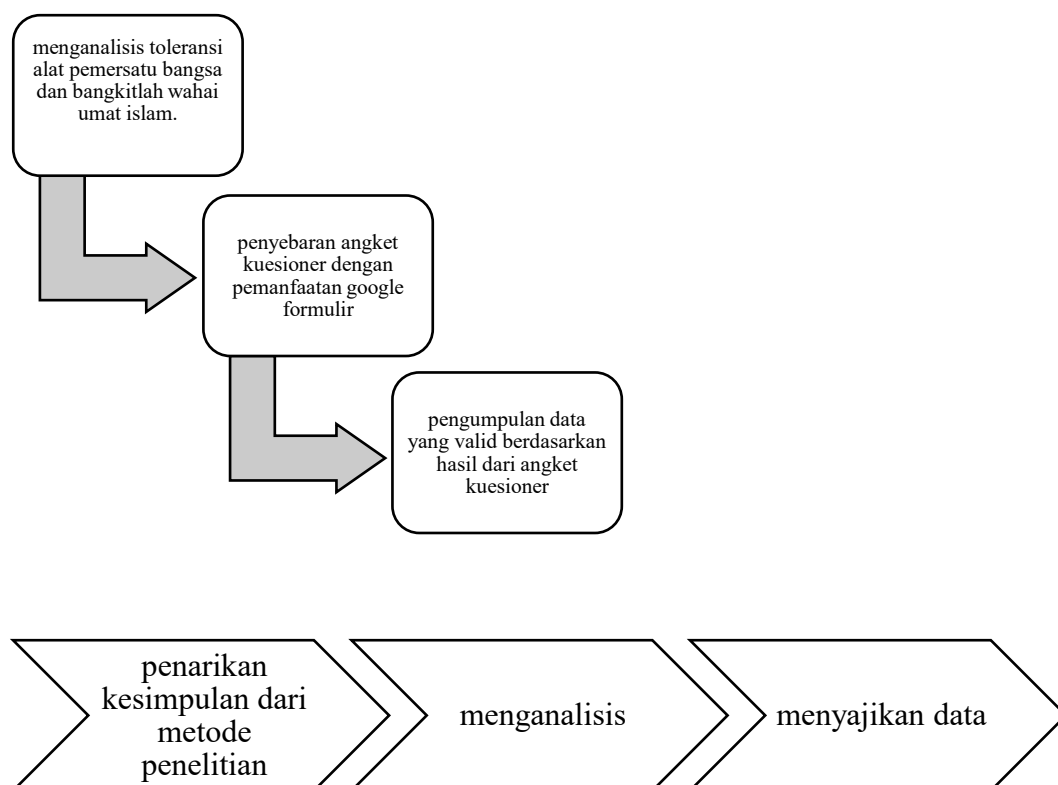 menganalisis toleransi
alat pemersatu bangsa
dan bangkitlah wahai
umat islam.
penyebaran angket
kuesioner dengan
pemanfaatan google
formulir
pengumpulan data
yang valid berdasarkan
hasil dari angket
kuesioner
penarikan
kesimpulan dari
metode
penelitian
menganalisis
menyajikan data